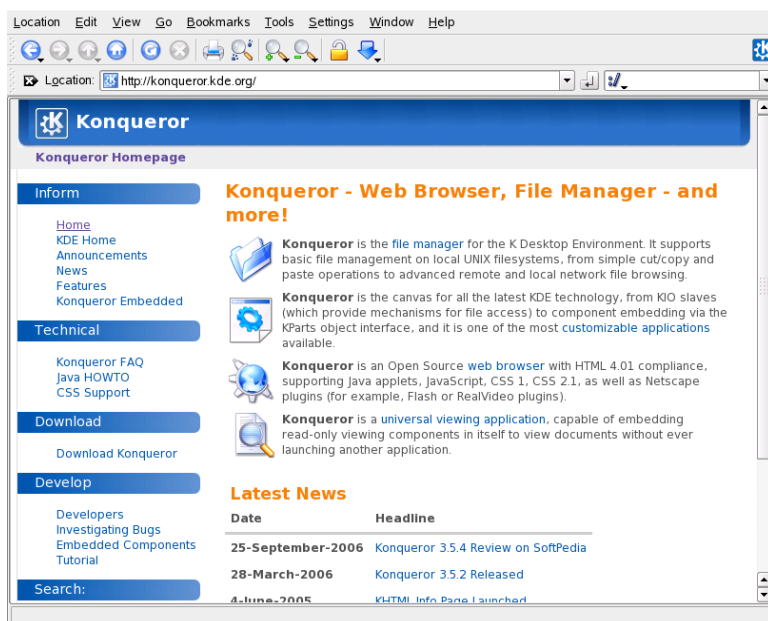 Location Edit View Go Bookmarks Tools Settings Window Help
Location: http://konqueror.kde.org/
Konqueror
Konqueror Homepage
Inform
Home
KDE Home
Announcements
News
Features
Konqueror Embedded
Technical
Konqueror FAQ
Java HOWTO
CSS Support
Download
Download Konqueror
Develop
Developers
Investigating Bugs
Embedded Components
Tutorial
Search:
Konqueror - Web Browser, File Manager - and
more!
Konqueror is the file manager for the K Desktop Environment. It supports
basic file management on local UNIX filesystems, from simple cut/copy and
paste operations to advanced remote and local network file browsing.
Konqueror is the canvas for all the latest KDE technology, from KIO slaves
(which provide mechanisms for file access) to component embedding via the
KParts object interface, and it is one of the most customizable applications
available.
Konqueror is an Open Source web browser with HTML 4.01 compliance,
supporting Java applets, JavaScript, CSS 1, CSS 2.1, as well as Netscape
plugins (for example, Flash or RealVideo plugins).
Konqueror is a universal viewing application, capable of embedding
read-only viewing components in itself to view documents without ever
launching another application.
Latest News
Date Headline
25-September-2006 Konqueror 3.5.4 Review on SoftPedia
28-March-2006 Konqueror 3.5.2 Released
4-June-2005 KHTML Info Page Launched